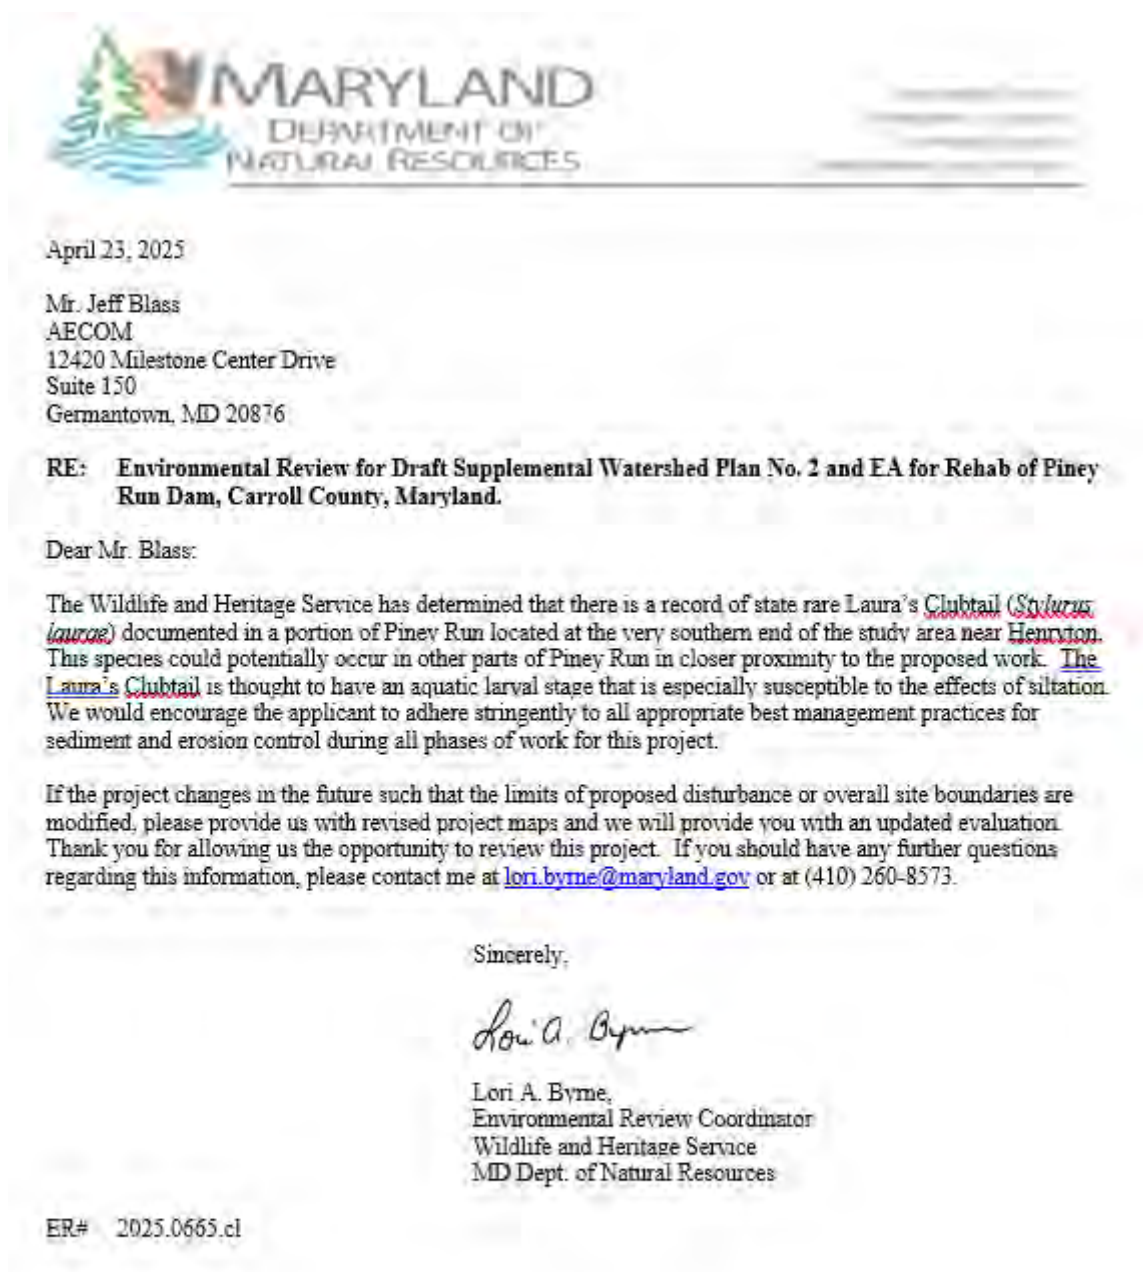 MARYLAND
DEPARTMENT OF
NATURAL RESOURCES
April 23, 2025
Mr. Jeff Blass
AECOM
12420 Milestone Center Drive
Suite 150
Germantown, MD 20876
RE: Environmental Review for Draft Supplemental Watershed Plan No. 2 and EA for Rehab of Piney
Run Dam, Carroll County, Maryland.
Dear Mr. Blass:
The Wildlife and Heritage Service has determined that there is a record of state rare Laura's Clubtail (Stylurus
laurae) documented in a portion of Piney Run located at the very southern end of the study area near Henryton.
This species could potentially occur in other parts of Piney Run in closer proximity to the proposed work. The
Laura's Clubtail is thought to have an aquatic larval stage that is especially susceptible to the effects of siltation.
We would encourage the applicant to adhere stringently to all appropriate best management practices for
sediment and erosion control during all phases of work for this project.
If the project changes in the future such that the limits of proposed disturbance or overall site boundaries are
modified, please provide us with revised project maps and we will provide you with an updated evaluation.
Thank you for allowing us the opportunity to review this project. If you should have any further questions
regarding this information, please contact me at lori.byrne@maryland.gov or at (410) 260-8573.
Sincerely,
Lori A. Byrne
Lori A. Byrne,
Environmental Review Coordinator
Wildlife and Heritage Service
MD Dept. of Natural Resources
ER# 2025.0665.cl